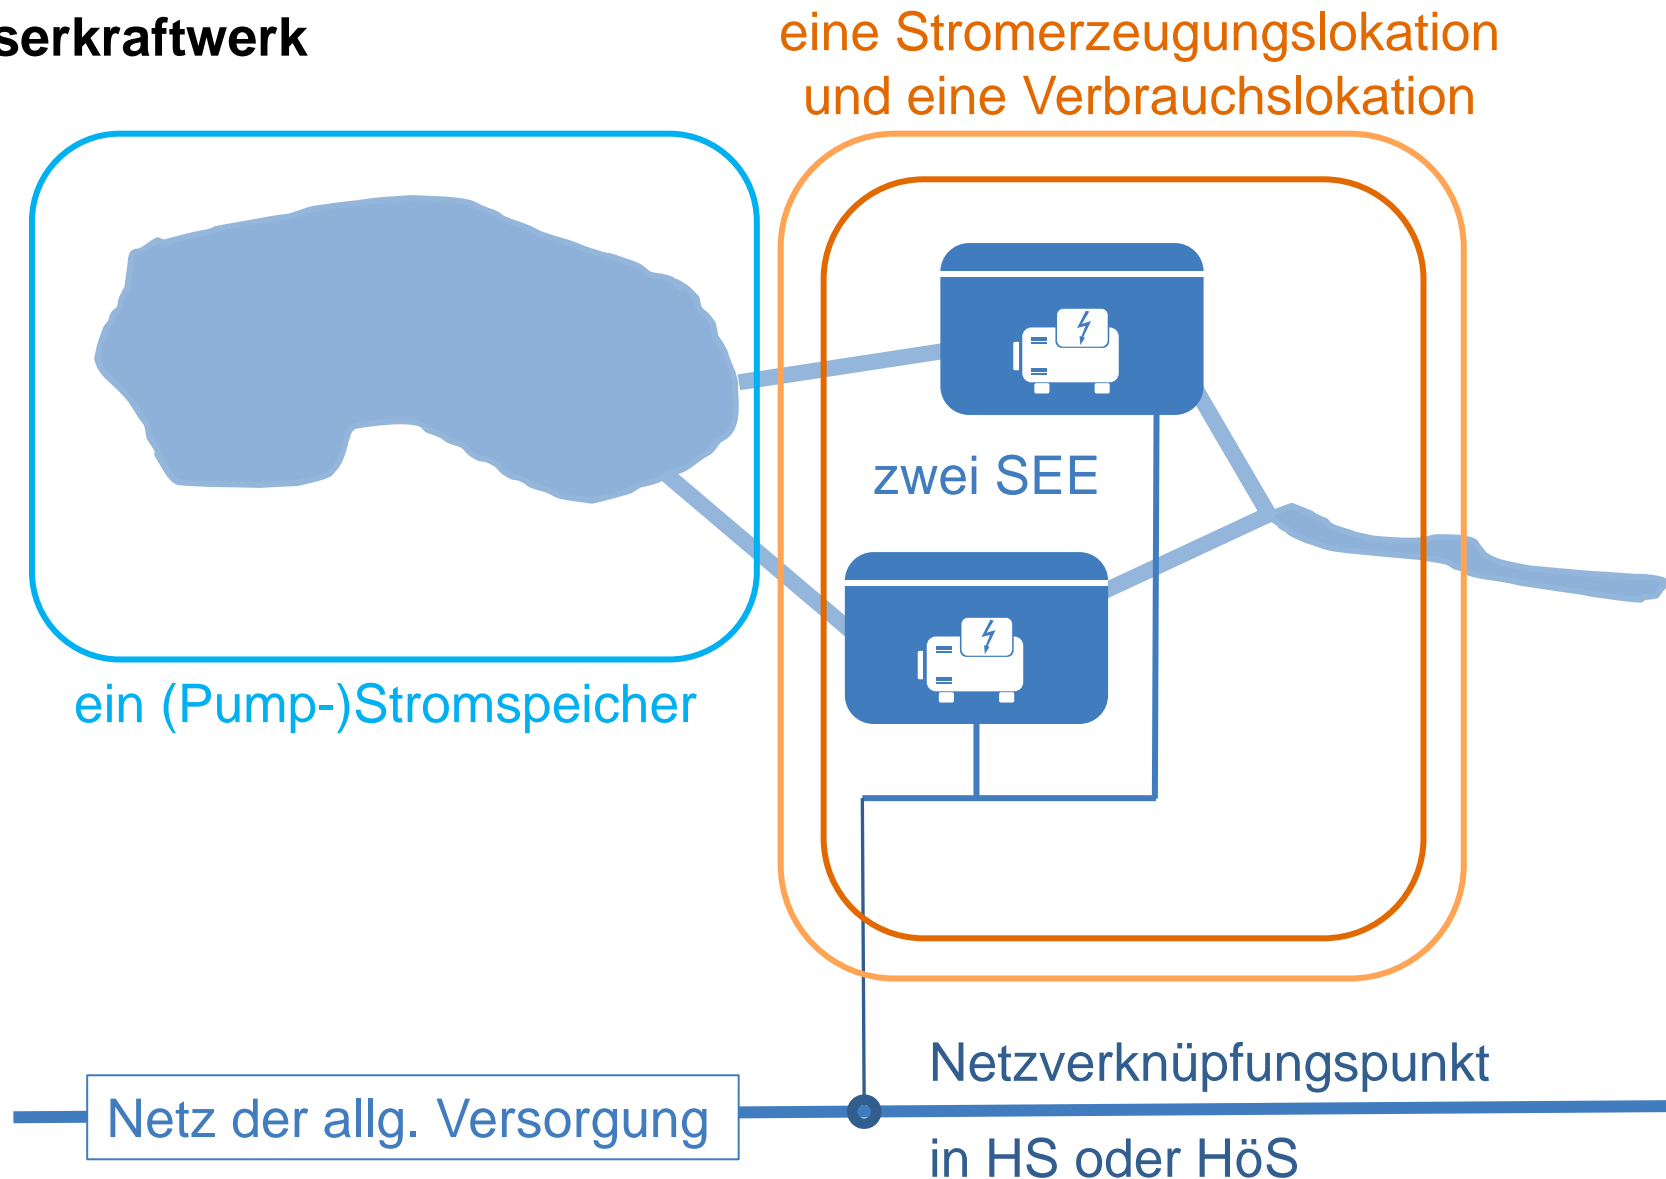 serkraftwerk
eine Stromerzeugungslokation
und eine Verbrauchslokation
zwei SEE
ein (Pump-)Stromspeicher
Netzverknüpfungspunkt
Netz der allg. Versorgung
in HS oder HöS